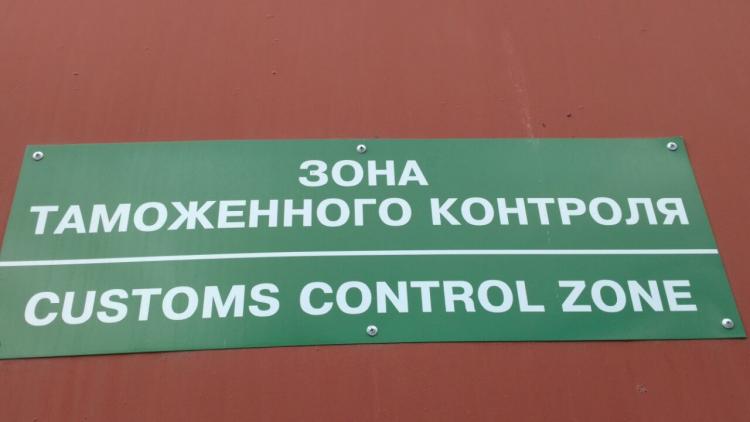 ЗОНА
ТАМОЖЕННОГО КОНТРОЛЯ
CUSTOMS CONTROL ZONE